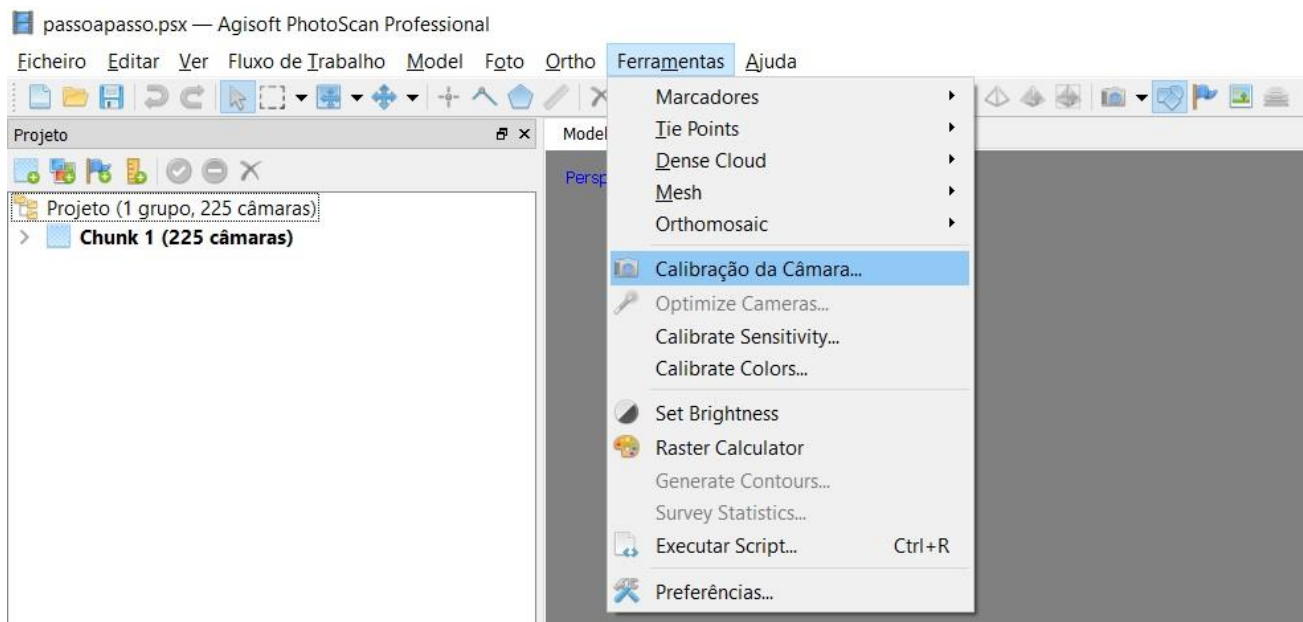 passoapasso.psx — Agisoft PhotoScan Professional
Ficheiro Editar Ver Fluxo de Trabalho Model Foto Ortho Ferramentas Ajuda
Projeto
Model
Persp
Projeto (1 grupo, 225 câmaras)
Chunk 1 (225 câmaras)
Marcadores
Tie Points
Dense Cloud
Mesh
Orthomosaic
Calibração da Câmara...
Optimize Cameras...
Calibrate Sensitivity...
Calibrate Colors...
Set Brightness
Raster Calculator
Generate Contours...
Survey Statistics...
Executar Script... Ctrl+R
Preferências...